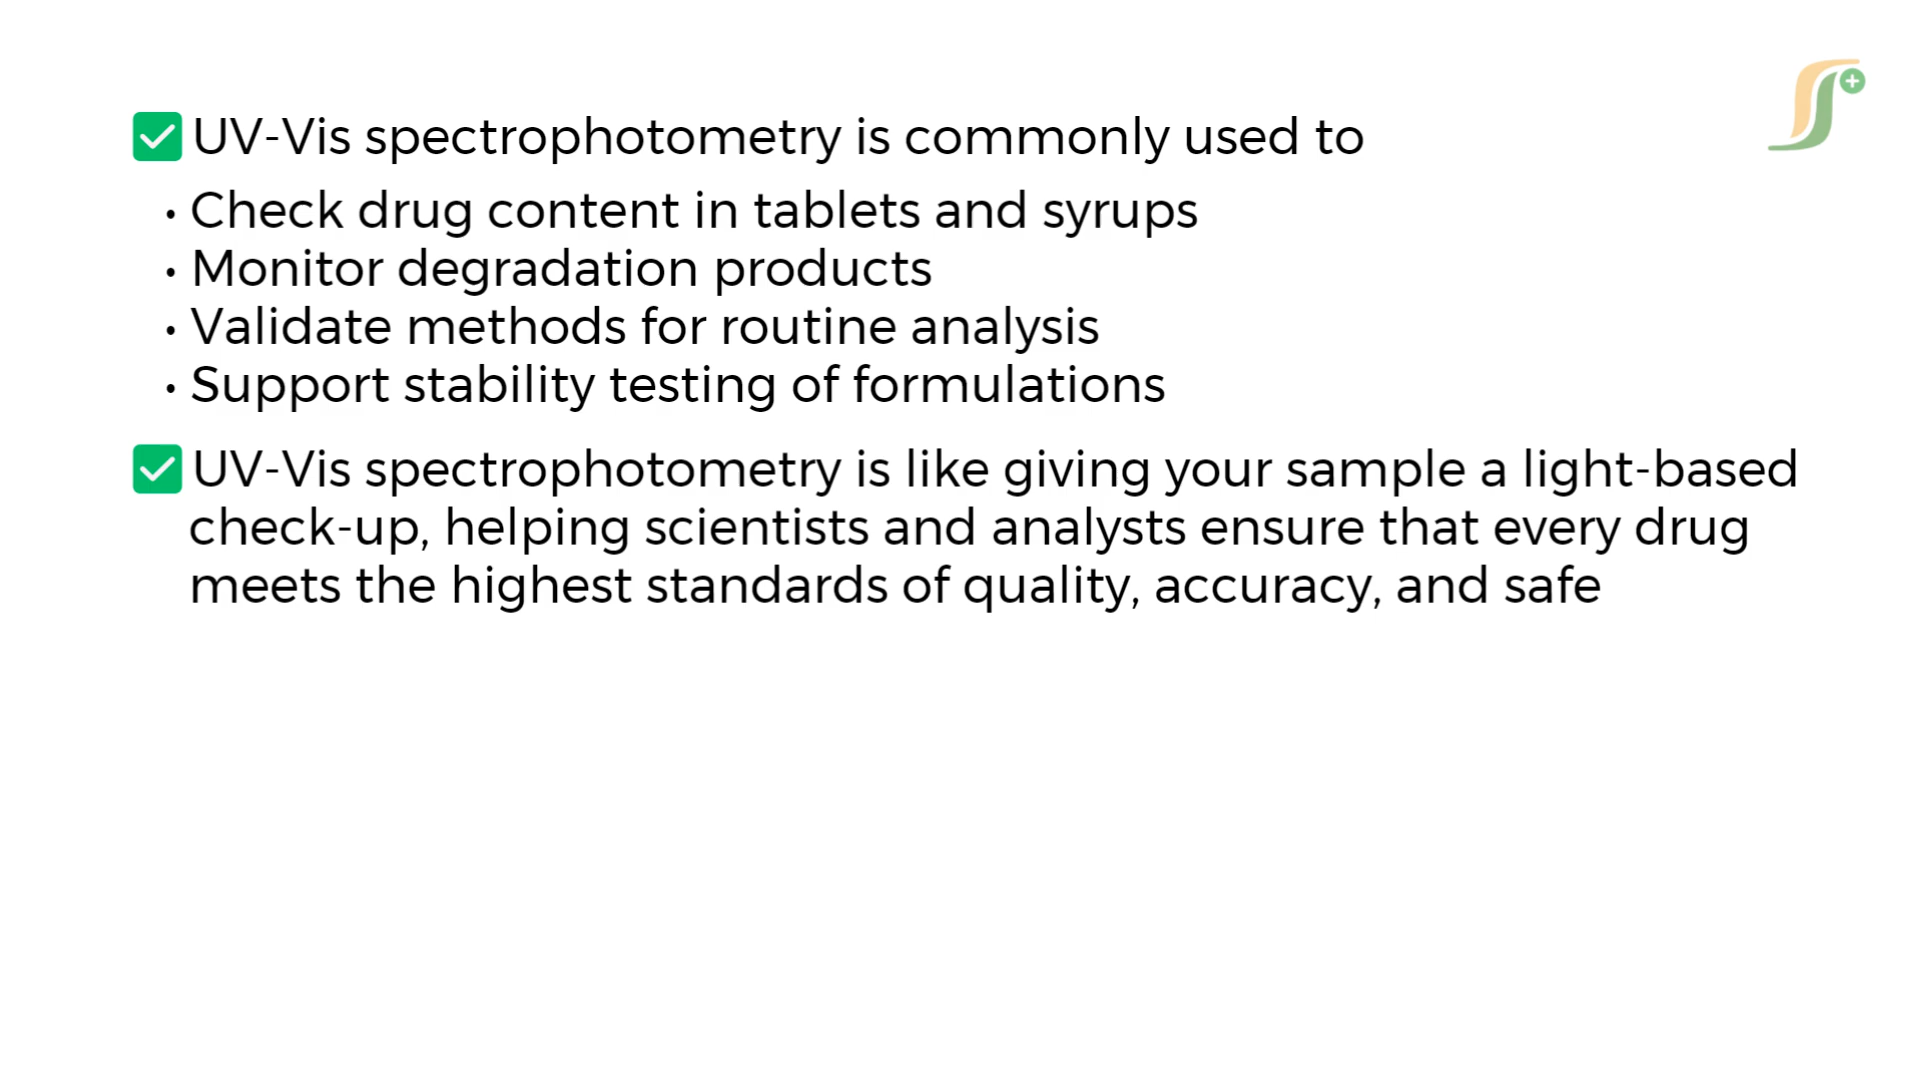 ✅ UV-Vis spectrophotometry is commonly used to
• Check drug content in tablets and syrups
• Monitor degradation products
• Validate methods for routine analysis
• Support stability testing of formulations
✅ UV-Vis spectrophotometry is like giving your sample a light-based
check-up, helping scientists and analysts ensure that every drug
meets the highest standards of quality, accuracy, and safe